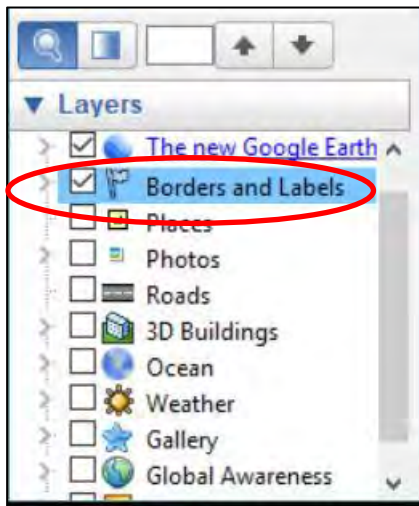 Layers
The new Google Earth
Borders and Labels
Places
Photos
Roads
3D Buildings
Ocean
Weather
Gallery
Global Awareness